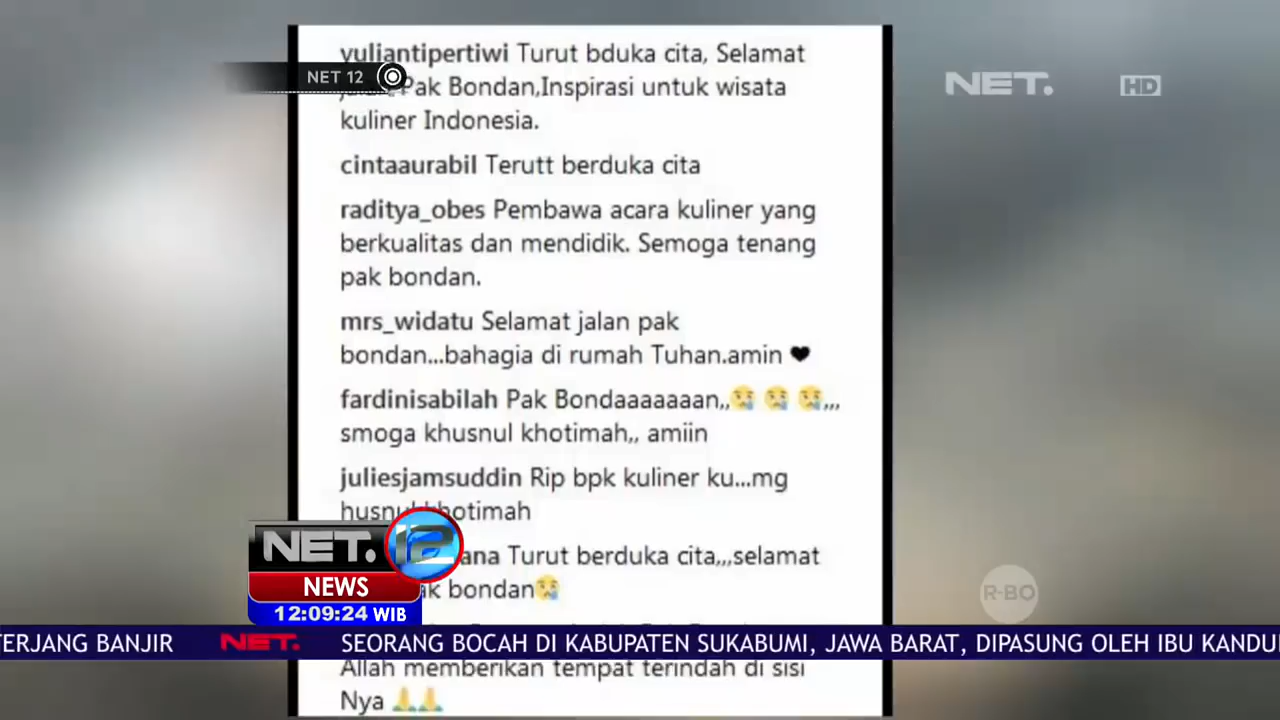 NET 12
NET. HD
yuliantipertiwi Turut bduka cita, Selamat
Pak Bondan,Inspirasi untuk wisata
kuliner Indonesia.
cintaaurabil Terutt berduka cita
raditya_obes Pembawa acara kuliner yang
berkualitas dan mendidik. Semoga tenang
pak bondan.
mrs_widatu Selamat jalan pak
bondan...bahagia di rumah Tuhan.amin 🖤
fardinisabilah Pak Bondaaaaaaan,,😢 😢 😢,,,
smoga khusnul khotimah,, amiin
juliesjamsuddin Rip bpk kuliner ku...mg
husnul khotimah
ana Turut berduka cita,,,selamat
bondan😢
NET. 12
NEWS
12:09:24 WIB
R-BO
TERJANG BANJIR NET. SEORANG BOCAH DI KABUPATEN SUKABUMI, JAWA BARAT, DIPASUNG OLEH IBU KANDU
Allah memberikan tempat terindah di sisi
Nya 🙏🙏